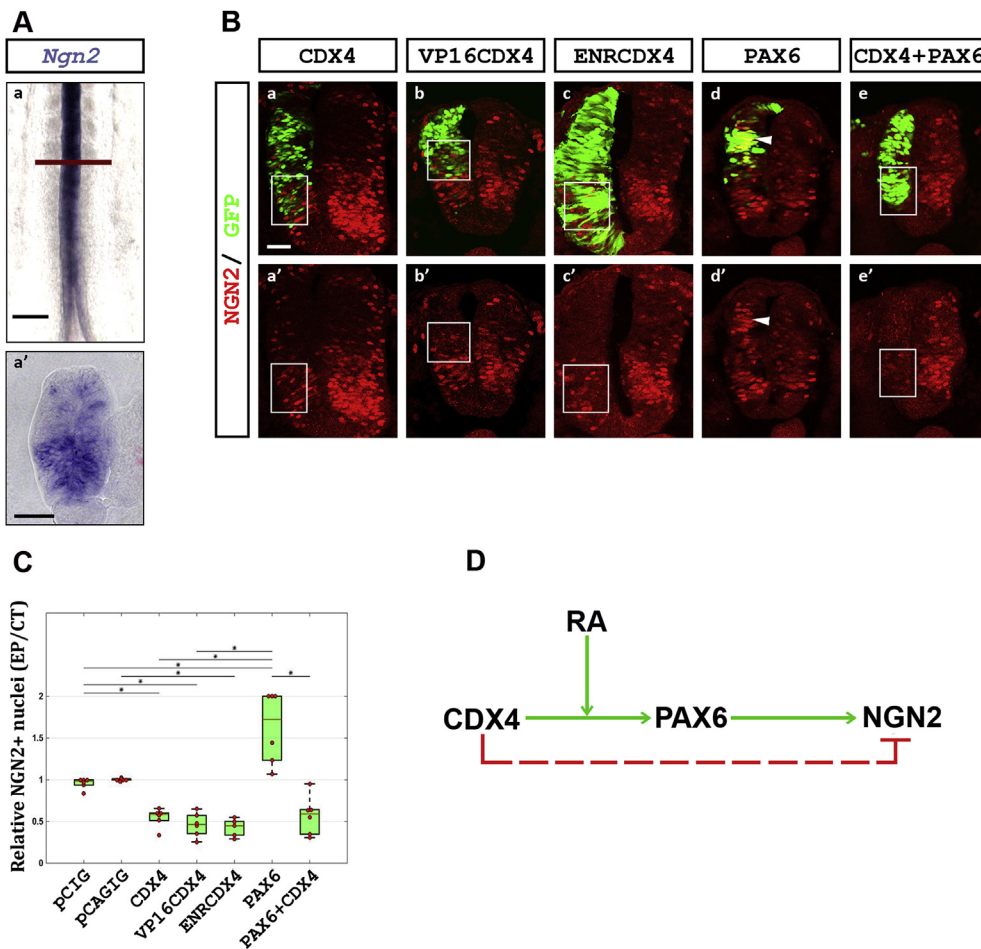 A
B
Ngn2
CDX4
VP16CDX4
ENRCDX4
PAX6
CDX4+PAX6
a
a
b
c
d
e
NGN2/ GFP
a'
b'
c'
d'
e'
a'
C
D
Relative NGN2+ nuclei (EP/CT)
* 
*
*
*
*
*
*
2
1.5
1
0.5
0
pCIG
pCAGIG
CDX4
VP16CDX4
ENRCDX4
PAX6
PAX6+CDX4
RA
CDX4
PAX6
NGN2